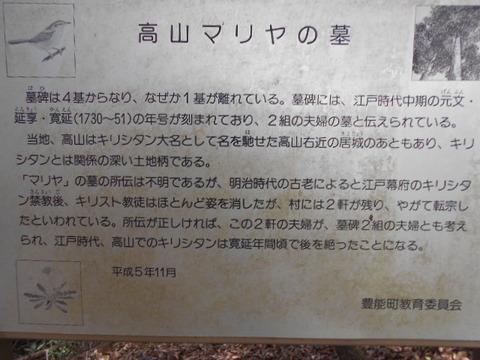 高山マリヤの墓
墓碑は4基からなり、なぜか1基が離れている。墓碑には、江戸時代中期の元文・
延享・寛延(1730～51)の年号が刻まれており、2組の夫婦の墓と伝えられている。
当地、高山はキリシタン大名として名を馳せた高山右近の居城のあともあり、キリ
シタンとは関係の深い土地柄である。
「マリヤ」の墓の所伝は不明であるが、明治時代の古老によると江戸幕府のキリシタ
ン禁教後、キリスト教徒はほとんど姿を消したが、村には2軒が残り、やがて転宗し
たといわれている。所伝が正しければ、この2軒の夫婦が、墓碑2組の夫婦とも考え
られ、江戸時代、高山でのキリシタンは寛延年間頃で後を絶ったことになる。
平成5年11月
豊能町教育委員会